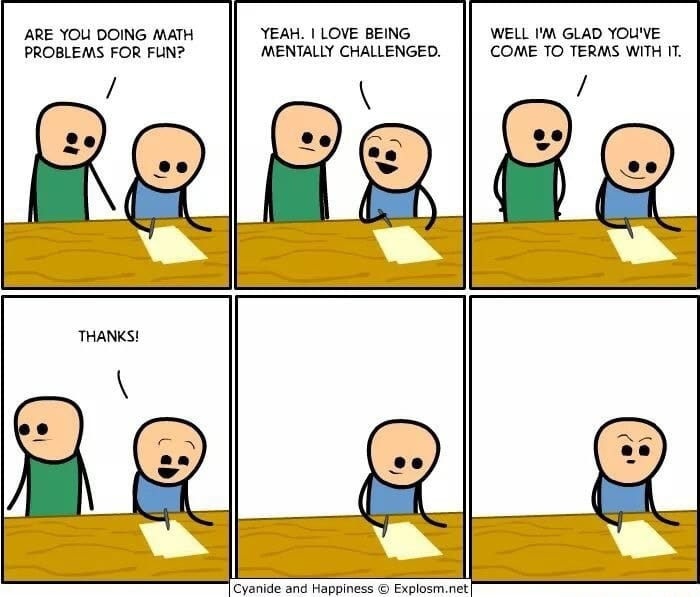 ARE YOU DOING MATH
PROBLEMS FOR FUN?
YEAH. I LOVE BEING
MENTALLY CHALLENGED.
WELL I'M GLAD YOU'VE
COME TO TERMS WITH IT.
THANKS!
Cyanide and Happiness © Explosm.net